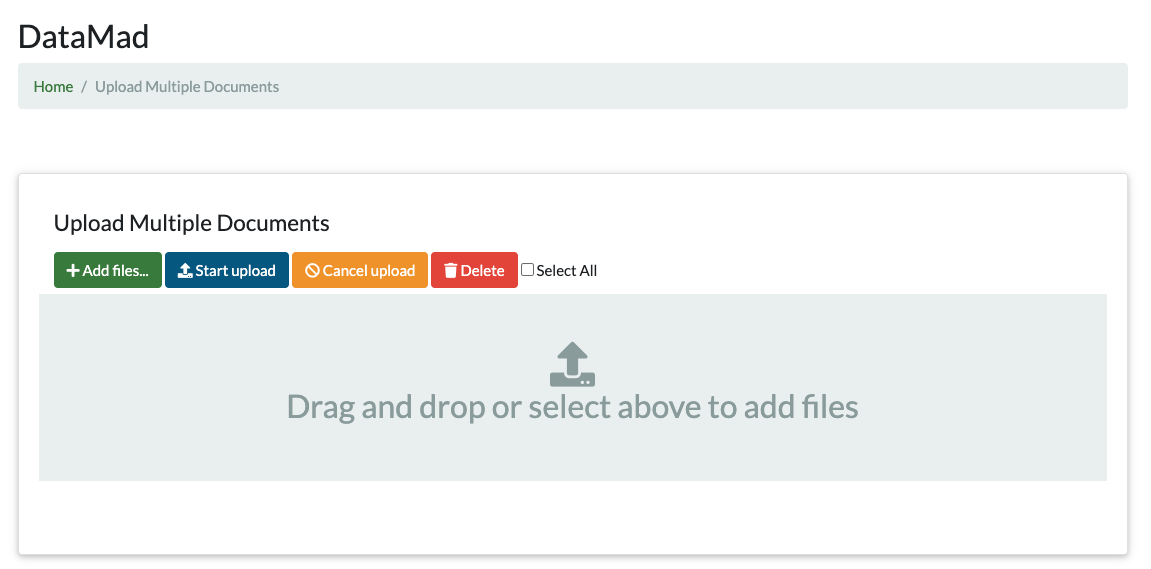 DataMad
Home / Upload Multiple Documents
Upload Multiple Documents
Add files... Start upload Cancel upload Delete Select All
Drag and drop or select above to add files